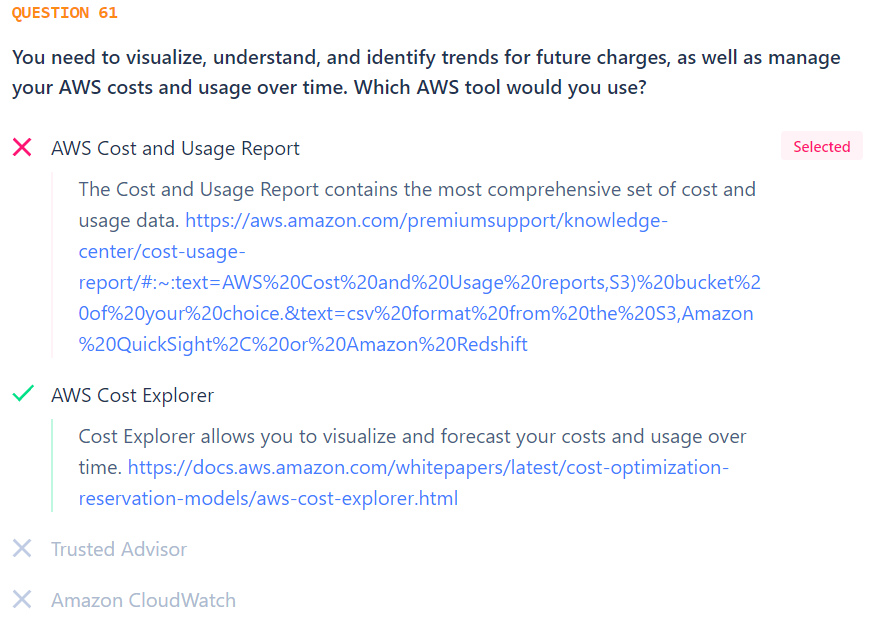 QUESTION 61
You need to visualize, understand, and identify trends for future charges, as well as manage
your AWS costs and usage over time. Which AWS tool would you use?
AWS Cost and Usage Report
Selected
The Cost and Usage Report contains the most comprehensive set of cost and
usage data. https://aws.amazon.com/premiumsupport/knowledge-
center/cost-usage-
report/#:~:text=AWS%20Cost%20and%20Usage%20reports,S3)%20bucket%2
0of%20your%20choice.&text=csv%20format%20from%20the%20S3,Amazon
%20QuickSight%2C%20or%20Amazon%20Redshift
AWS Cost Explorer
Cost Explorer allows you to visualize and forecast your costs and usage over
time. https://docs.aws.amazon.com/whitepapers/latest/cost-optimization-
reservation-models/aws-cost-explorer.html
Trusted Advisor
Amazon CloudWatch